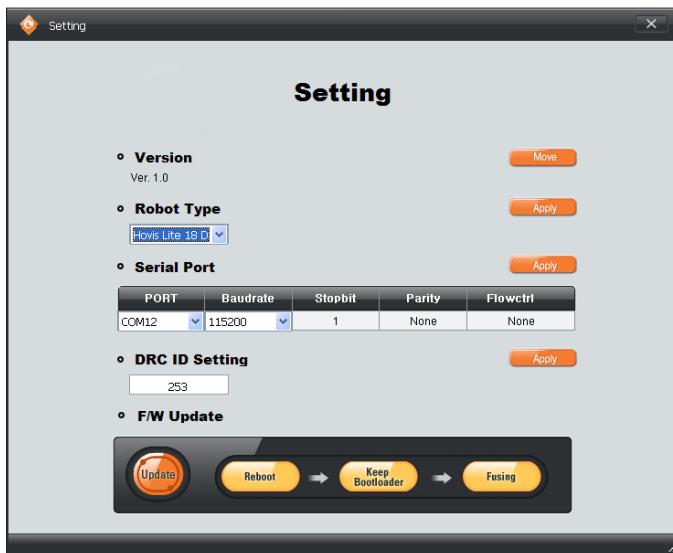 Setting
Setting
Version Move
Ver. 1.0
Robot Type Apply
Hovis Lite 18 D
Serial Port Apply
PORT Baudrate Stopbit Parity Flowctrl
COM12 115200 1 None None
DRC ID Setting Apply
253
F/W Update
Update Reboot Keep Bootloader Fusing